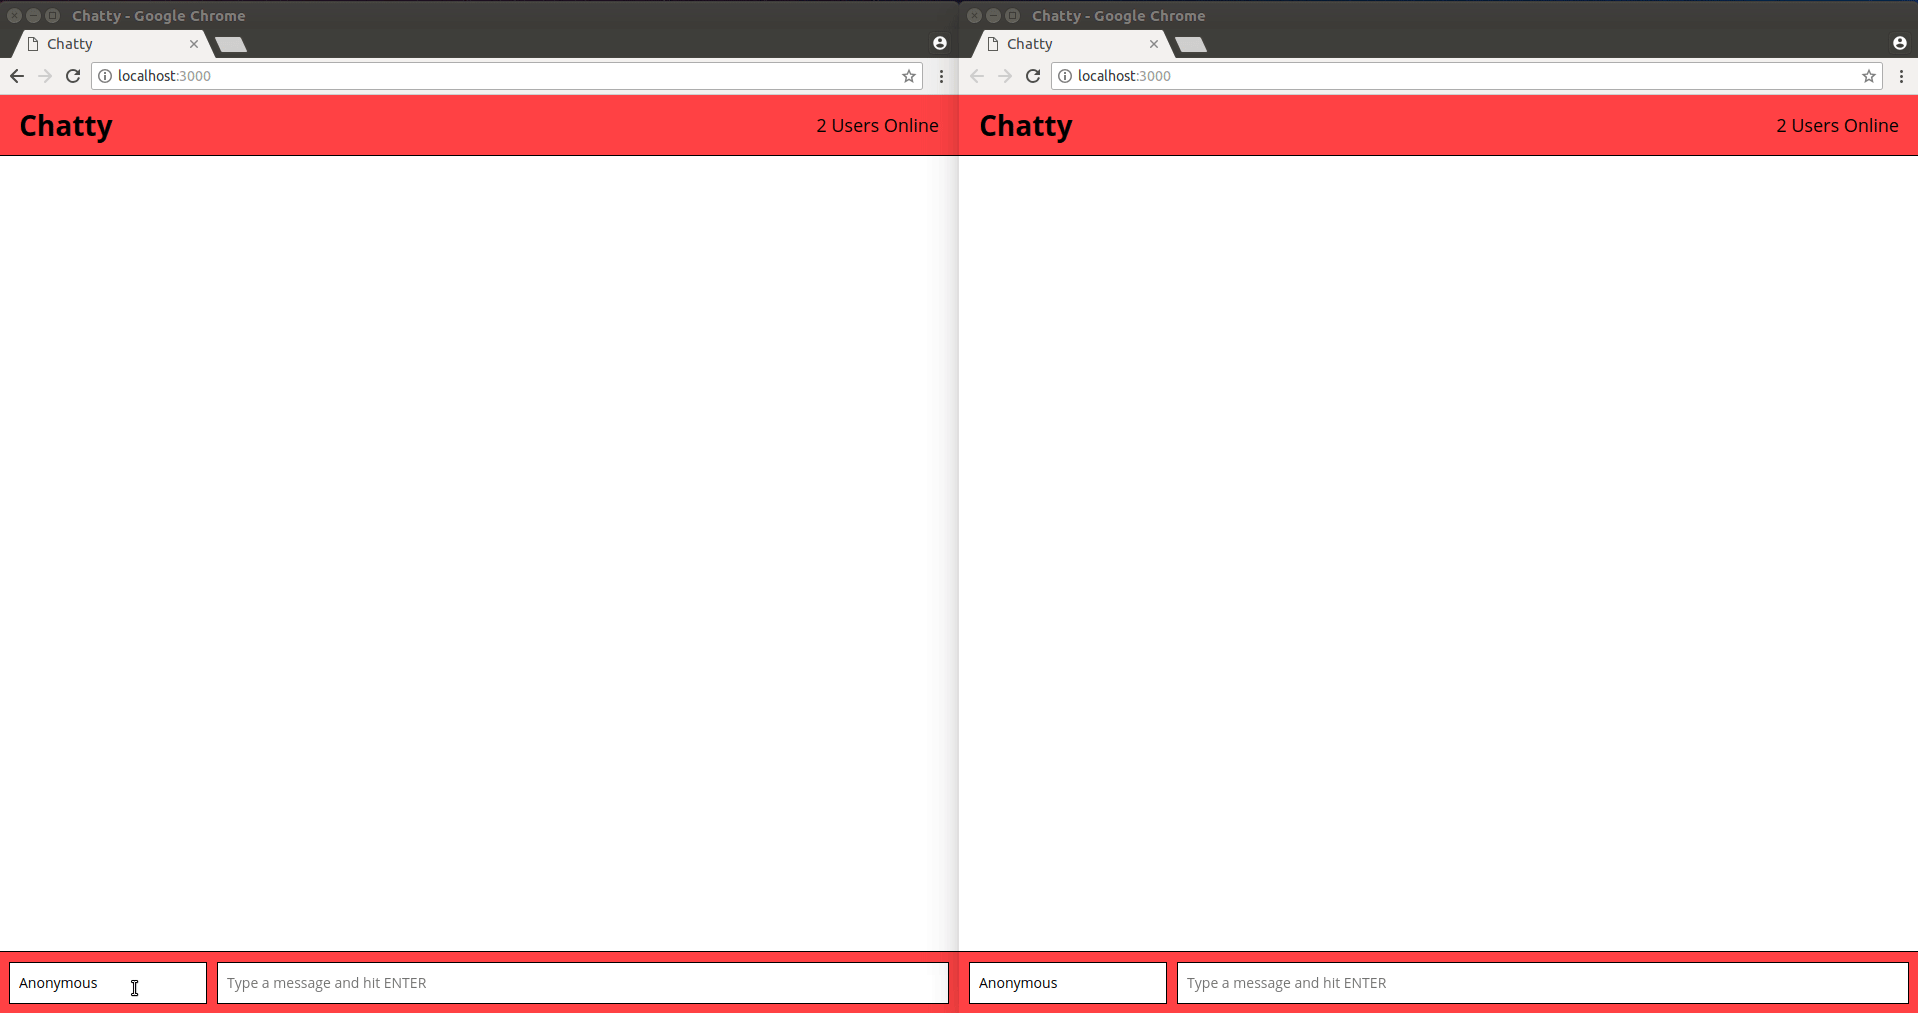 Chatty - Google Chrome
Chatty
localhost:3000
Chatty
2 Users Online
Anonymous
Type a message and hit ENTER
Chatty - Google Chrome
Chatty
localhost:3000
Chatty
2 Users Online
Anonymous
Type a message and hit ENTER